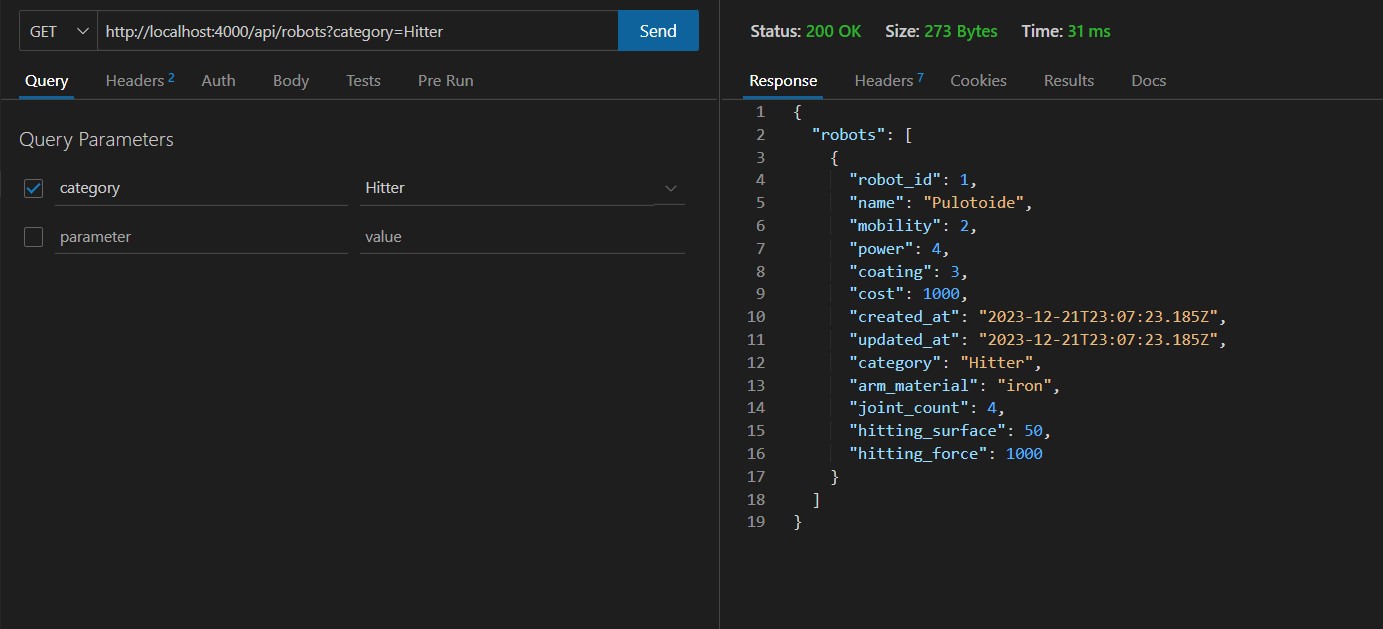 GET http://localhost:4000/api/robots?category=Hitter Send
Query Headers 2 Auth Body Tests Pre Run
Query Parameters
category Hitter
parameter value
Status: 200 OK Size: 273 Bytes Time: 31 ms
Response Headers 7 Cookies Results Docs
1 {
2 "robots": [
3 {
4 "robot_id": 1,
5 "name": "Pulotoide",
6 "mobility": 2,
7 "power": 4,
8 "coating": 3,
9 "cost": 1000,
10 "created_at": "2023-12-21T23:07:23.185Z",
11 "updated_at": "2023-12-21T23:07:23.185Z",
12 "category": "Hitter",
13 "arm_material": "iron",
14 "joint_count": 4,
15 "hitting_surface": 50,
16 "hitting_force": 1000
17 }
18 ]
19 }